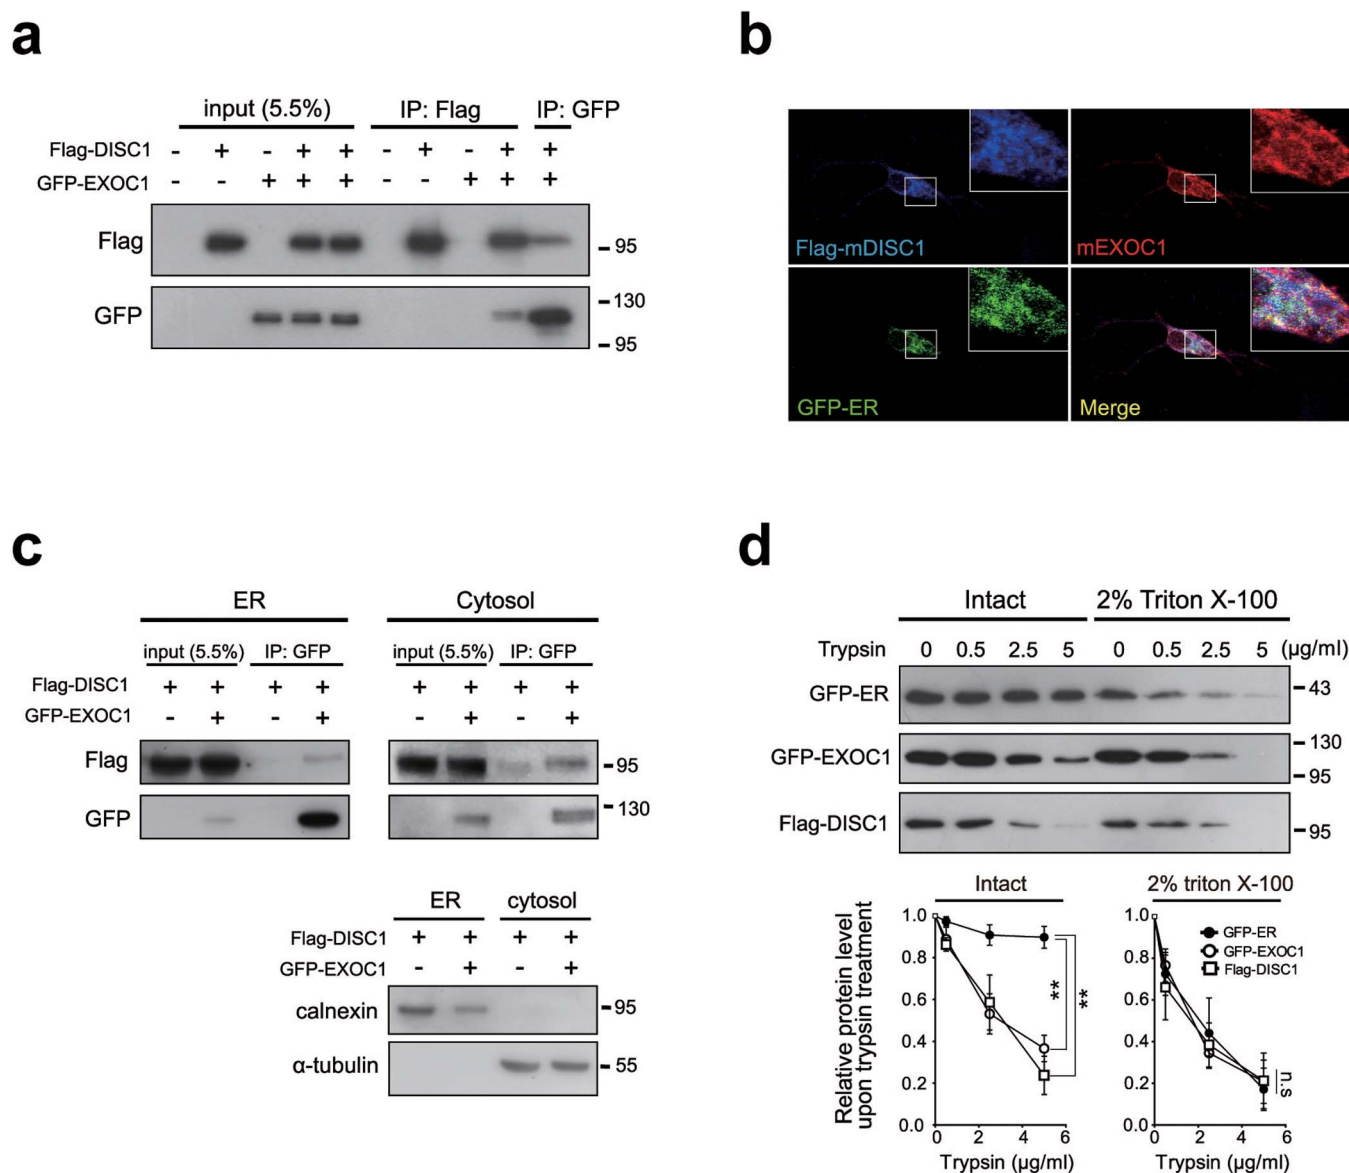 a
input (5.5%) IP: Flag IP: GFP
Flag-DISC1 - + - + + - + - + +
GFP-EXOC1 - - + + + - - + + +
Flag 95
GFP 130
95
b
Flag-mDISC1 mEXOC1
GFP-ER Merge
c
ER Cytosol
input (5.5%) IP: GFP input (5.5%) IP: GFP
Flag-DISC1 + + + + + + + +
GFP-EXOC1 - + - + - + - +
Flag 95
GFP 130
ER cytosol
Flag-DISC1 + + + +
GFP-EXOC1 - + - +
calnexin 95
α-tubulin 55
d
Intact 2% Triton X-100
Trypsin 0 0.5 2.5 5 0 0.5 2.5 5 (μg/ml)
GFP-ER 43
GFP-EXOC1 130
95
Flag-DISC1 95
Intact
Relative protein level
upon trypsin treatment
1.0
0.8
0.6
0.4
0.2
0.0
0 2 4 6
Trypsin (μg/ml)
**
**
2% triton X-100
1.0
0.8
0.6
0.4
0.2
0.0
0 2 4 6
Trypsin (μg/ml)
GFP-ER
GFP-EXOC1
Flag-DISC1
n.s